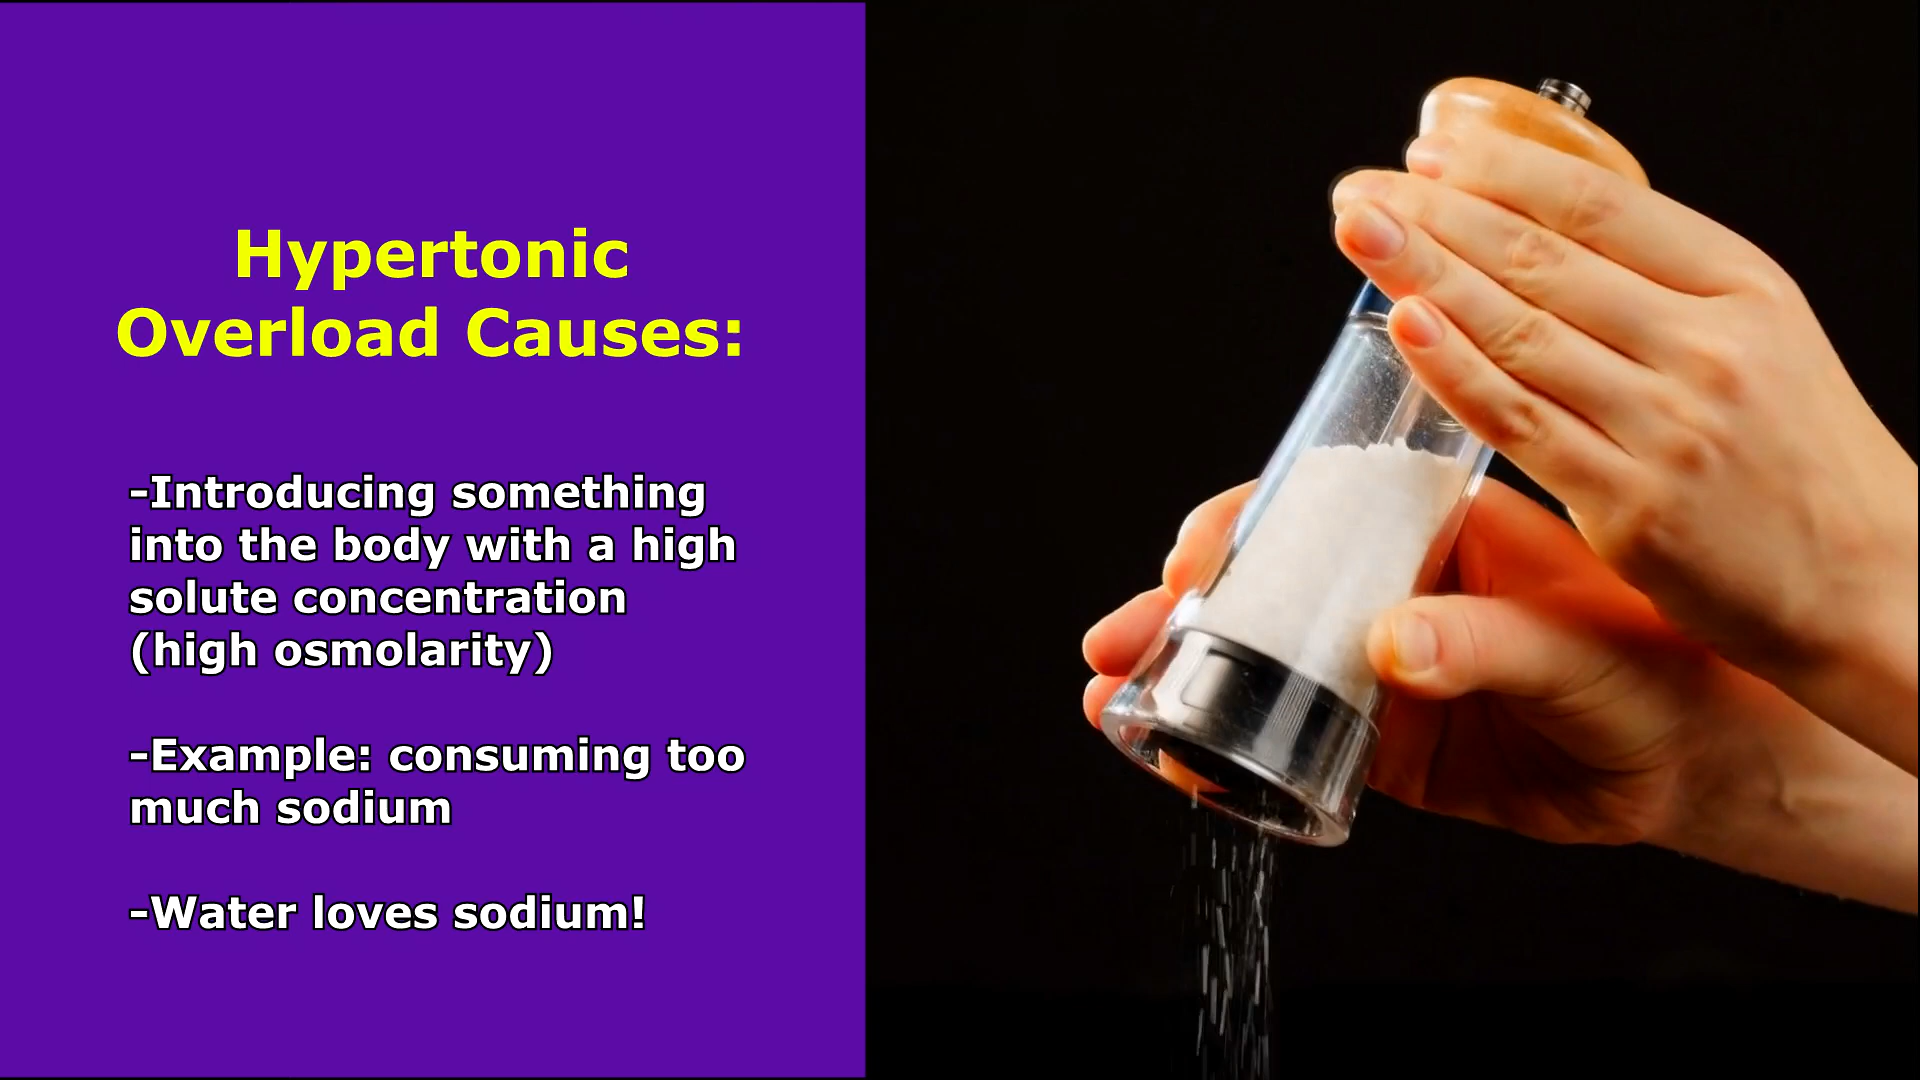 Hypertonic
Overload Causes:
-Introducing something
into the body with a high
solute concentration
(high osmolarity)
-Example: consuming too
much sodium
-Water loves sodium!